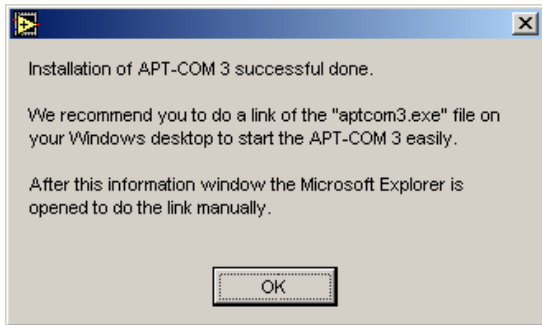 Installation of APT-COM 3 successful done.
We recommend you to do a link of the "aptcom3.exe" file on
your Windows desktop to start the APT-COM 3 easily.
After this information window the Microsoft Explorer is
opened to do the link manually.
OK